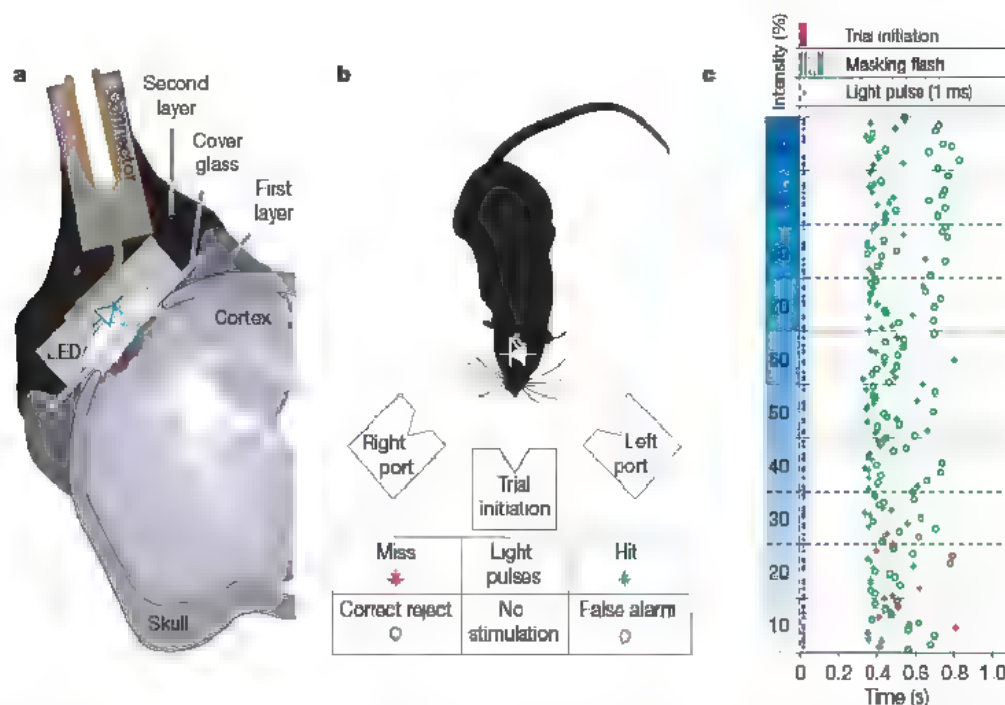 a
Second
layer
Cover
glass
First
layer
Cortex
Skull
b
Right
port
Left
port
Trial
initiation
Miss
Light
pulses
Hit
Correct reject
No
stimulation
False alarm
c
Intensity (%)
Trial initiation
Masking flash
Light pulse (1 ms)
50
40
30
20
10
0 0.2 0.4 0.6 0.8 1.0
Time (s)